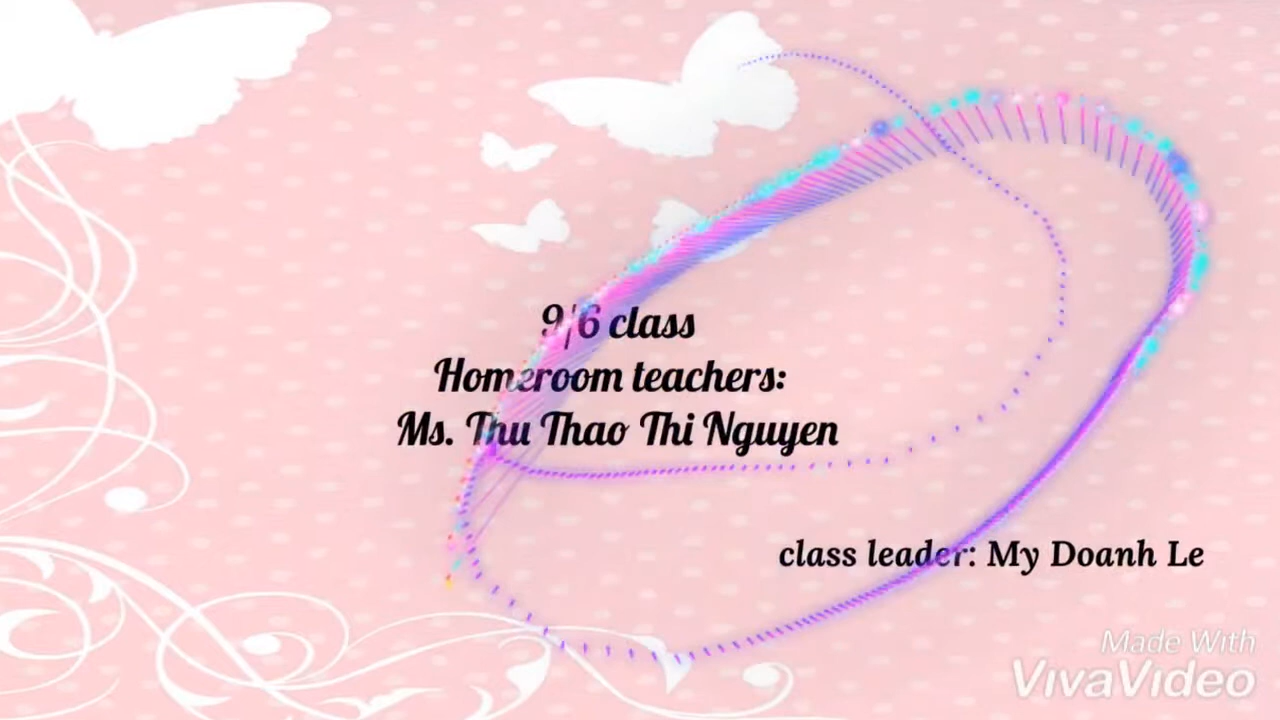 9/6 class
Homeroom teachers:
Ms. Thu Thao Thi Nguyen
class leader: My Doanh Le
Made With
VivaVideo